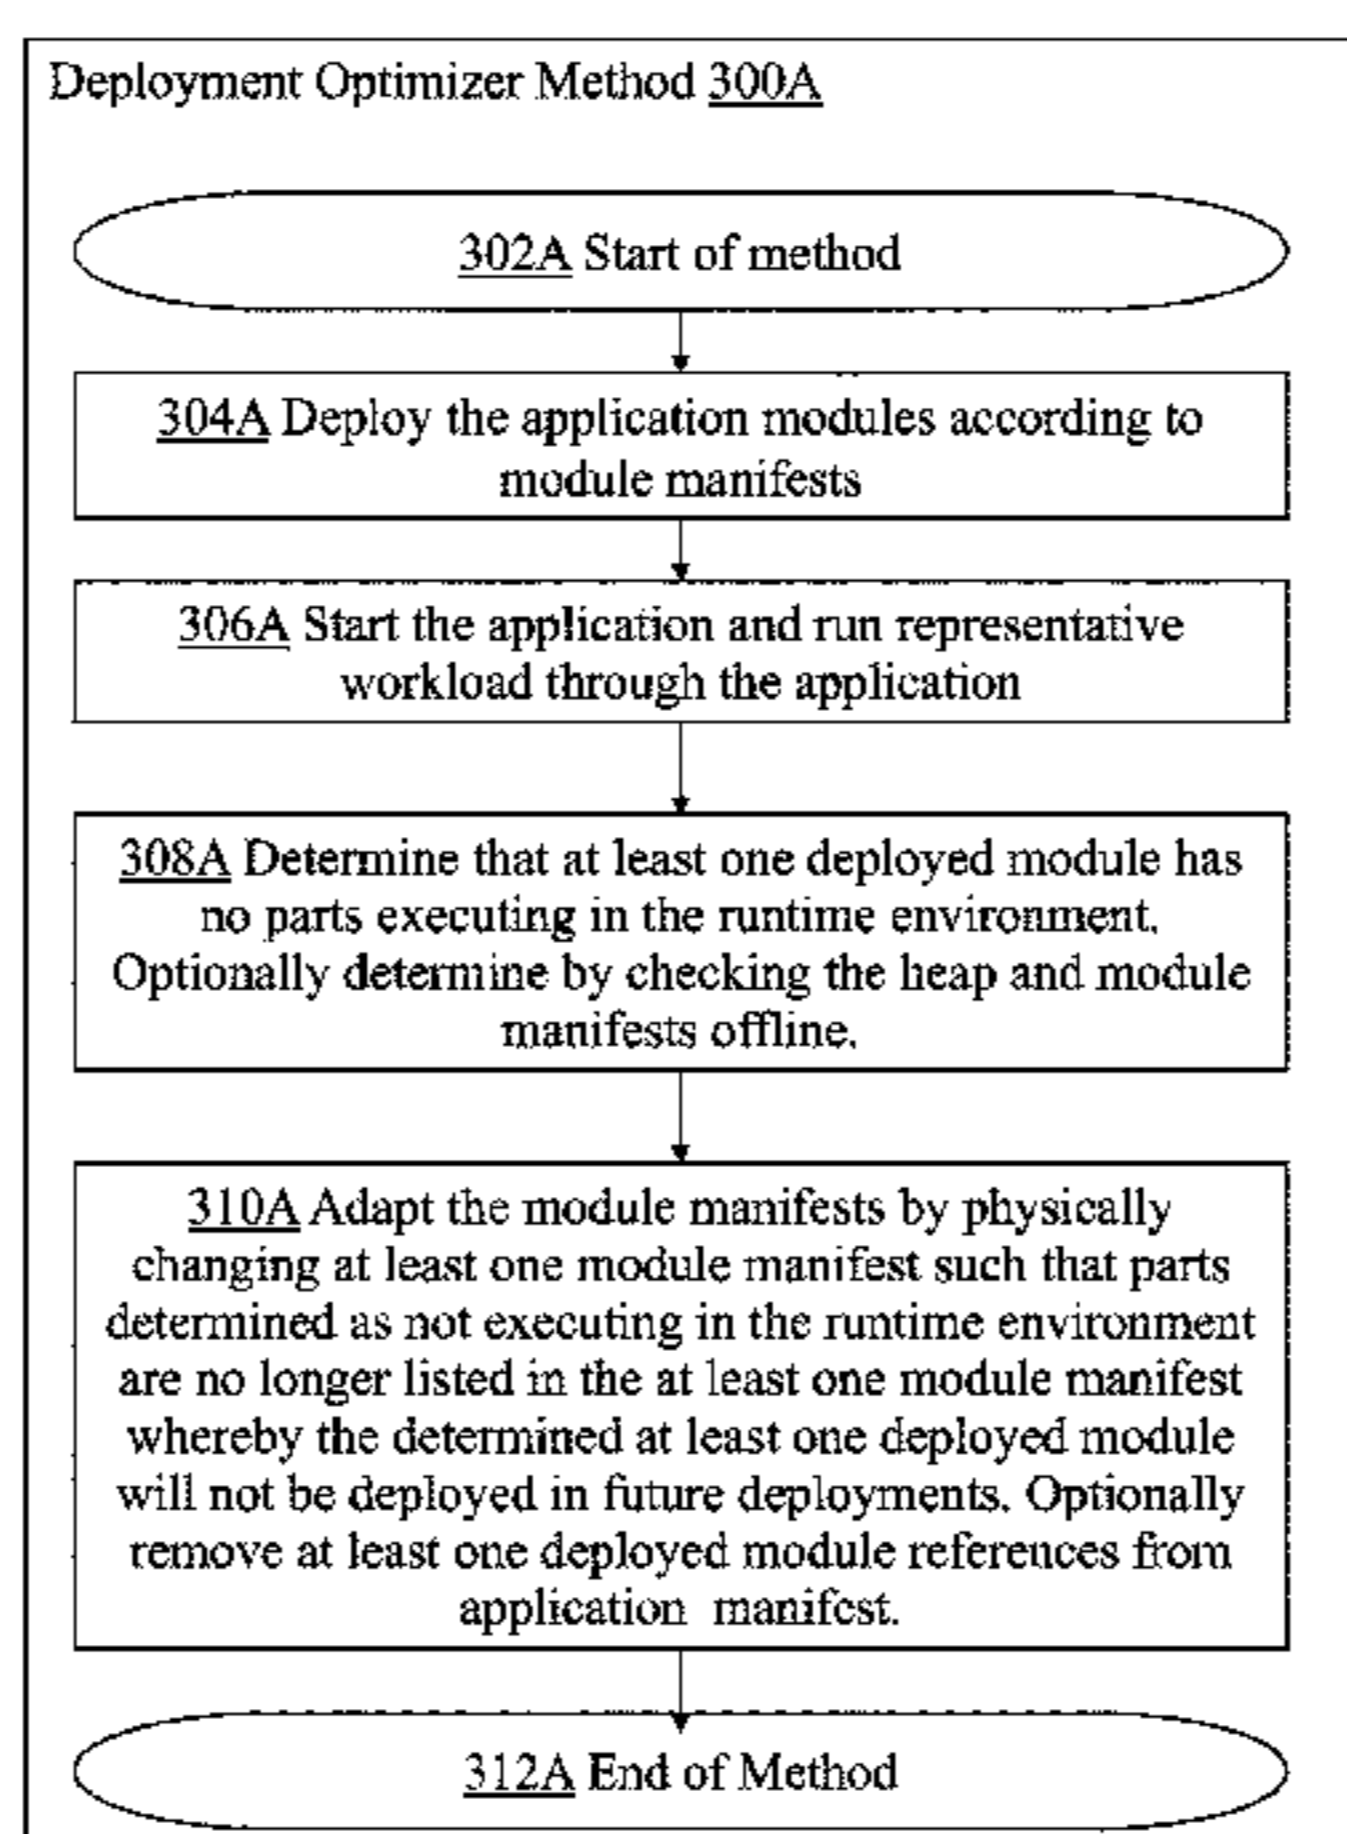 Deployment Optimizer Method 300A
302A Start of method
304A Deploy the application modules according to
module manifests
306A Start the application and run representative
workload through the application
308A Determine that at least one deployed module has
no parts executing in the runtime environment.
Optionally determine by checking the heap and module
manifests offline.
310A Adapt the module manifests by physically
changing at least one module manifest such that parts
determined as not executing in the runtime environment
are no longer listed in the at least one module manifest
whereby the determined at least one deployed module
will not be deployed in future deployments. Optionally
remove at least one deployed module references from
application manifest.
312A End of Method